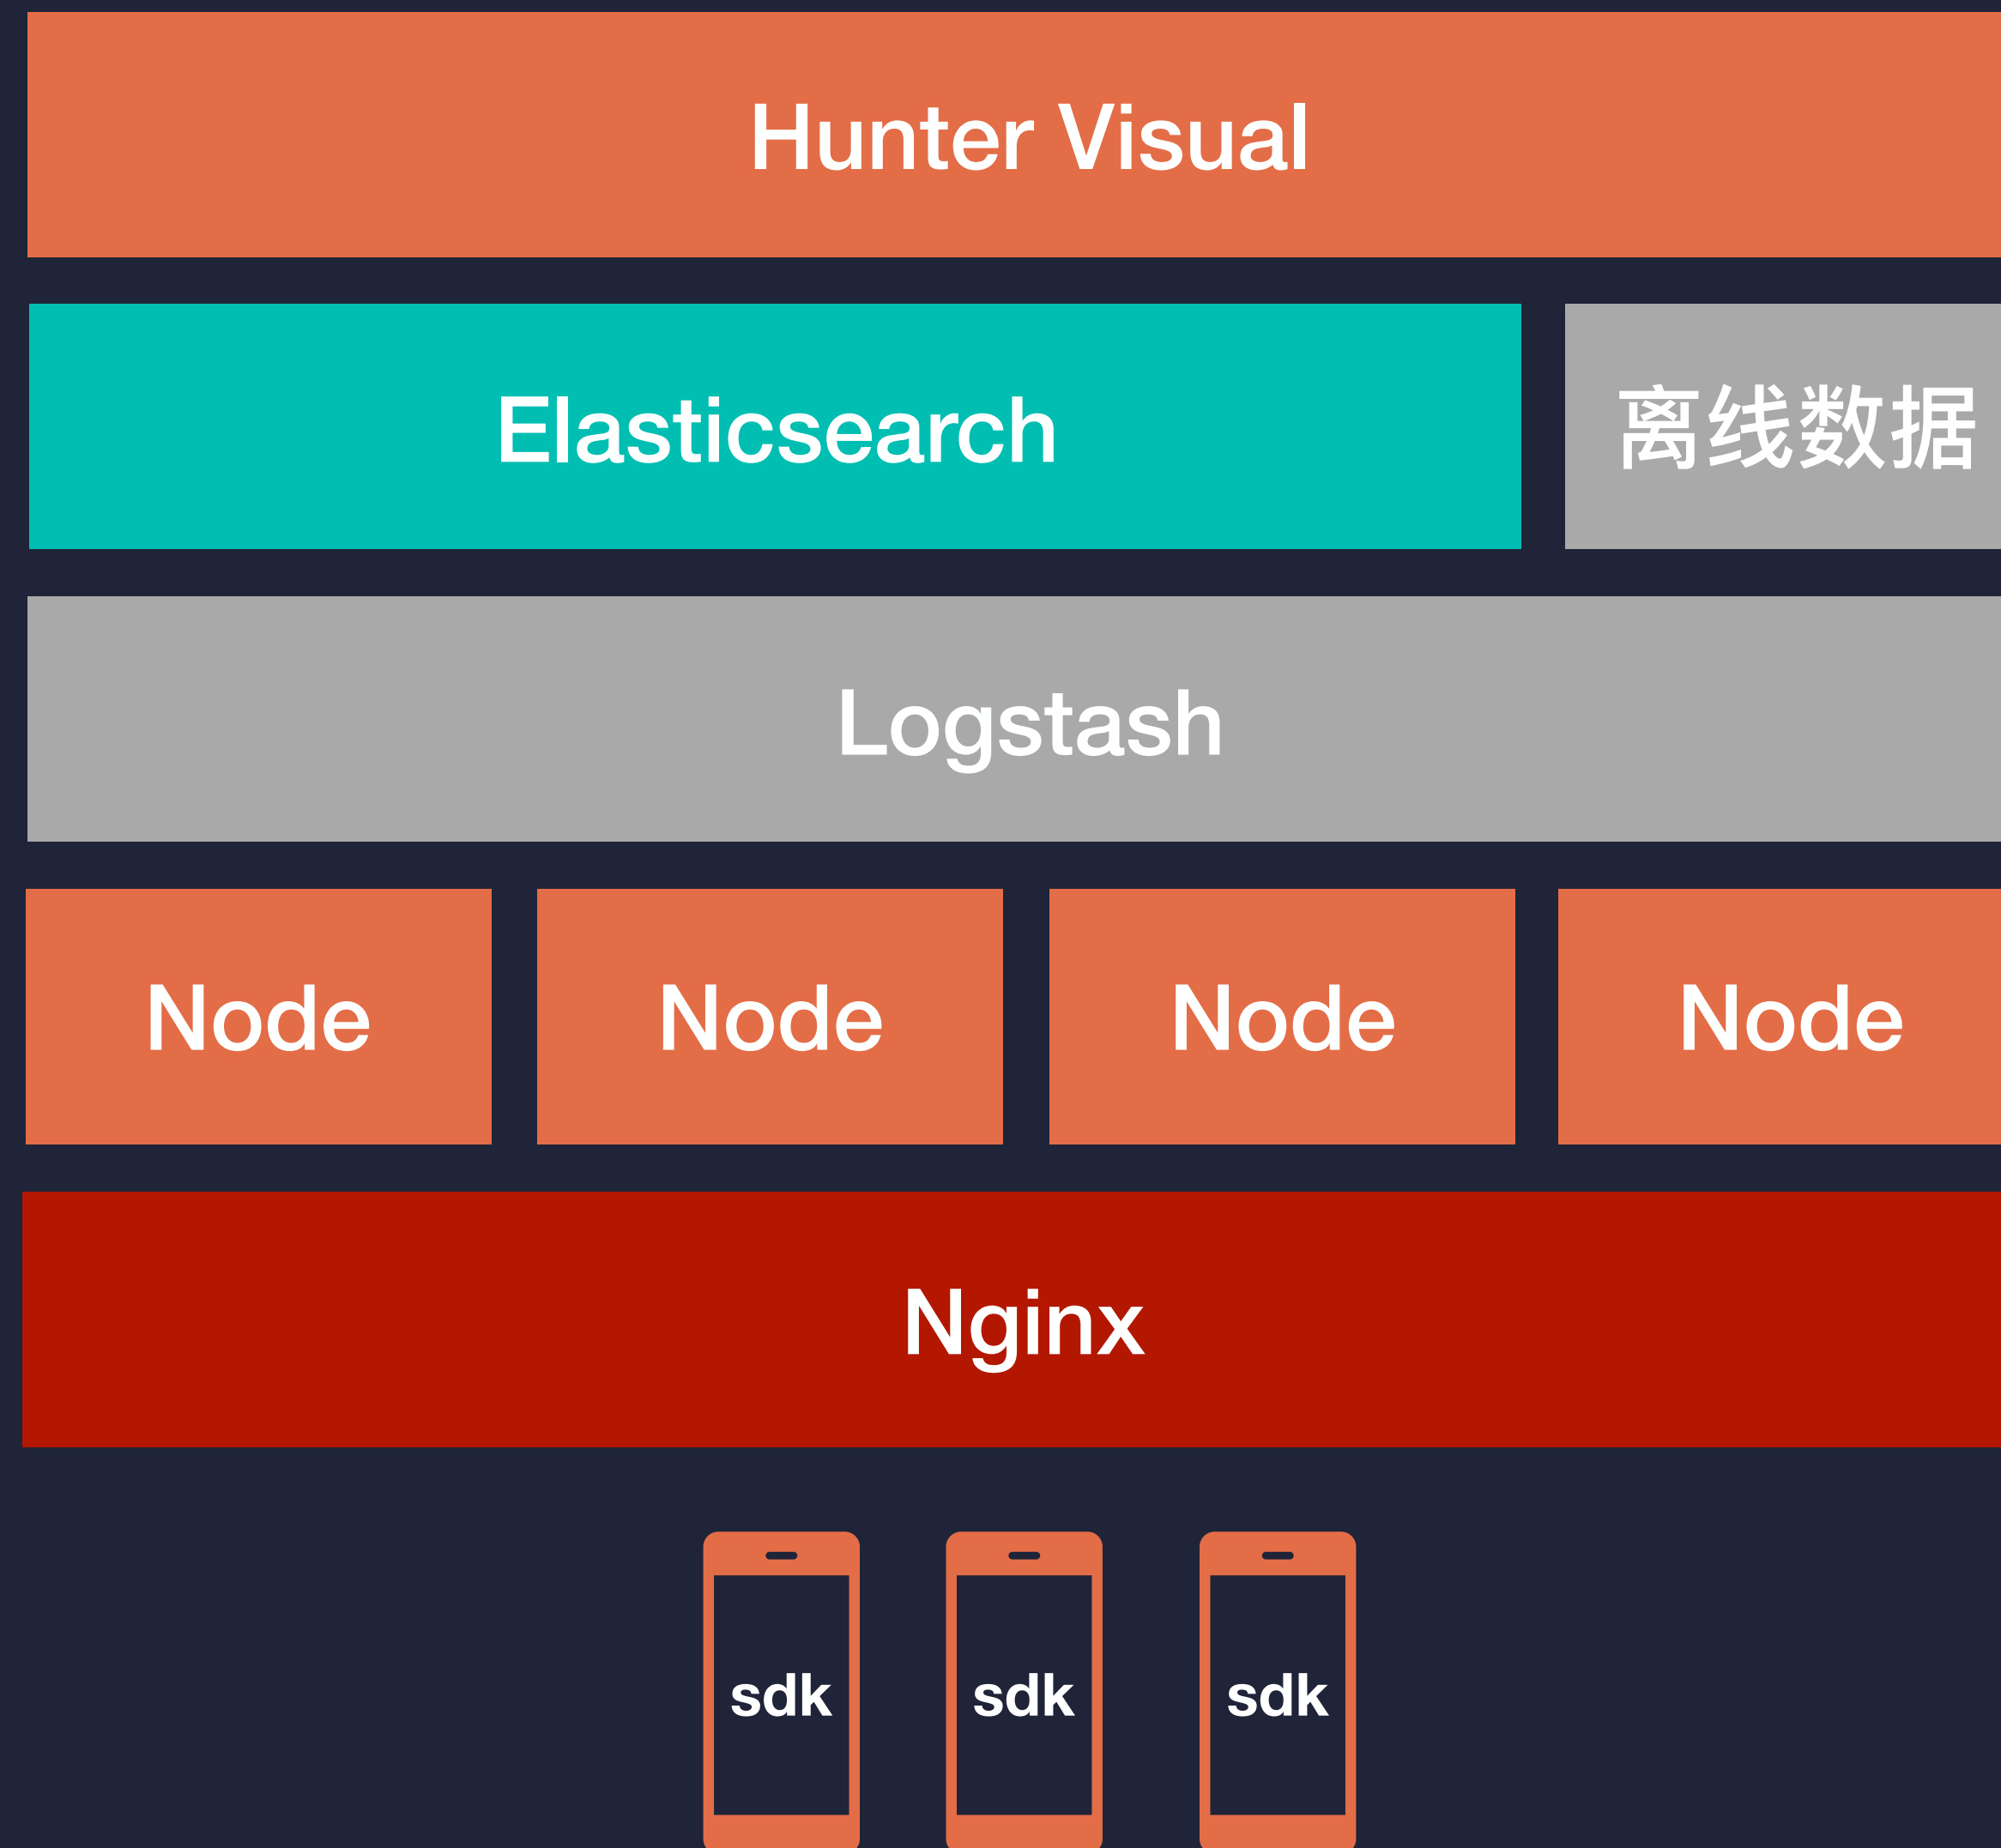 Hunter Visual
Elasticsearch
离线数据
Logstash
Node
Node
Node
Node
Nginx
sdk
sdk
sdk